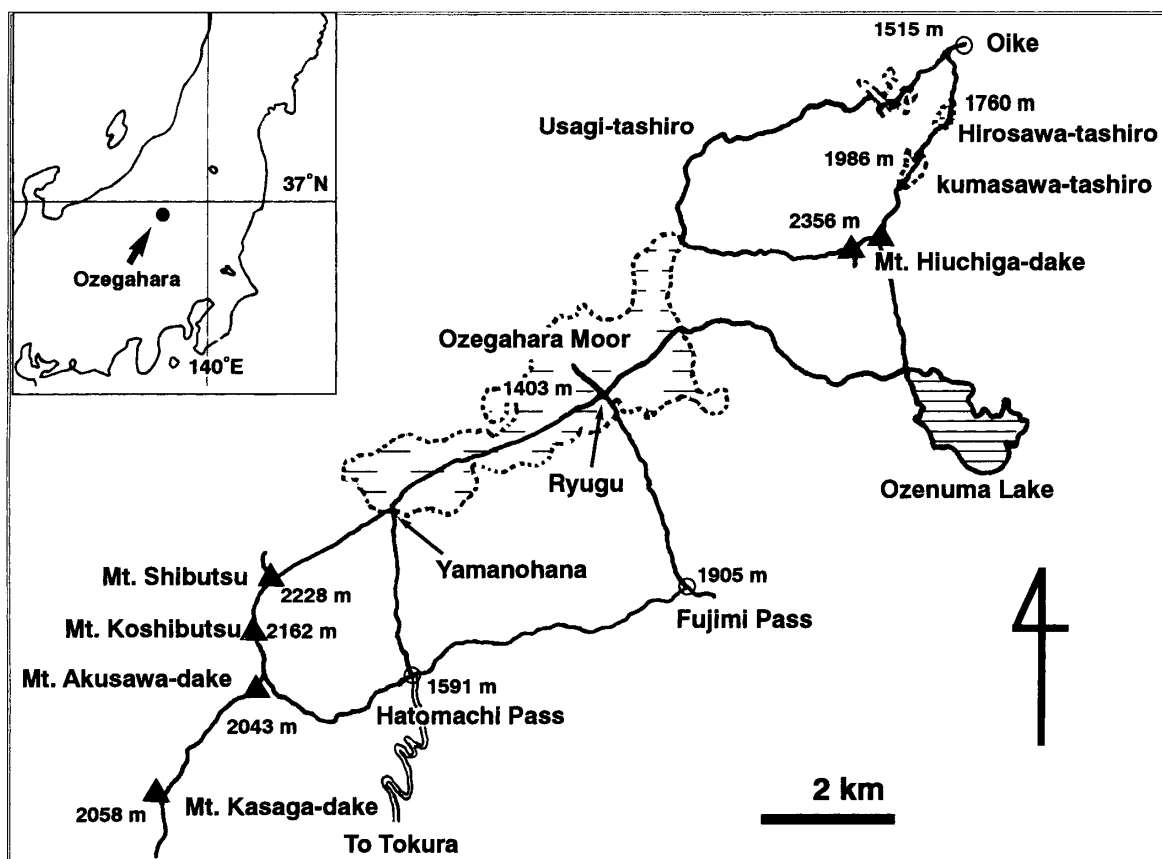 1515 m
Oike
1760 m
Usagi-tashiro
Hirosawa-tashiro
1986 m
kumasawa-tashiro
37°N
2356 m
Mt. Hiuchiga-dake
Ozegahara
140°E
Ozegahara Moor
1403 m
Ryugu
Ozenuma Lake
Yamanohana
Mt. Shibutsu
2228 m
1905 m
Fujimi Pass
Mt. Koshibutsu
2162 m
Mt. Akusawa-dake
1591 m
Hatomachi Pass
2043 m
2 km
Mt. Kasaga-dake
2058 m
To Tokura